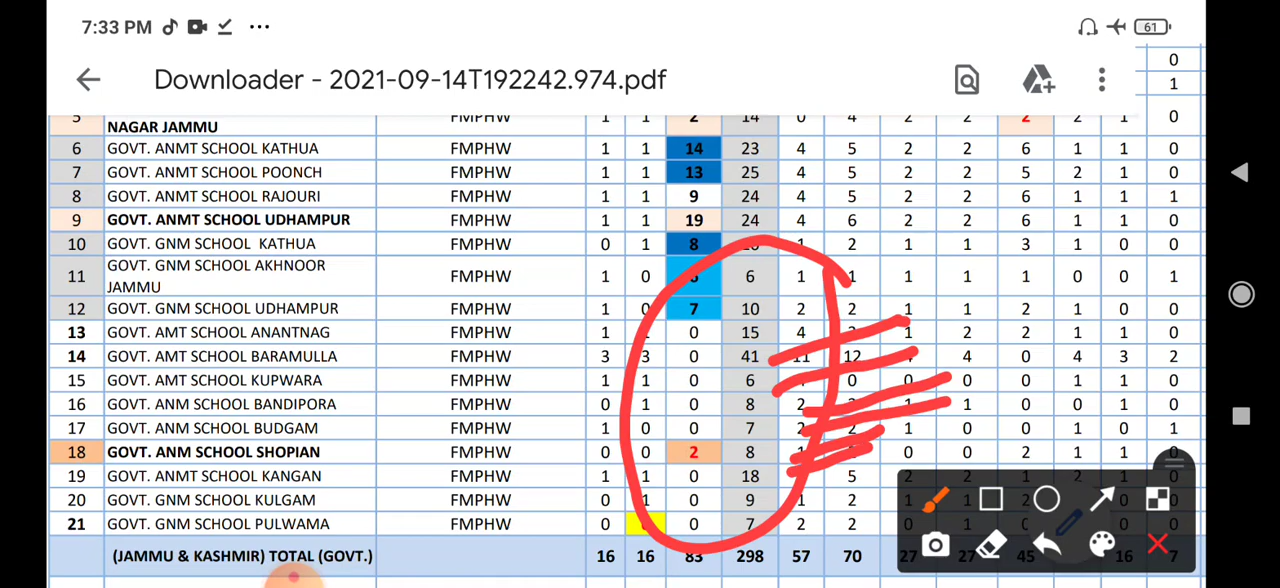 7:33 PM ... 61
Downloader - 2021-09-14T192242.974.pdf
0
1
5 NAGAR JAMMU FMPHW 1 1 2 14 0 4 2 2 2 2 1 0
6 GOVT. ANMT SCHOOL KATHUA FMPHW 1 1 14 23 4 5 2 2 6 1 1 0
7 GOVT. ANMT SCHOOL POONCH FMPHW 1 1 13 25 4 5 2 2 5 2 1 0
8 GOVT. ANMT SCHOOL RAJOURI FMPHW 1 1 9 24 4 5 2 2 6 1 1 1
9 GOVT. ANMT SCHOOL UDHAMPUR FMPHW 1 1 19 24 4 6 2 2 6 1 1 0
10 GOVT. GNM SCHOOL KATHUA FMPHW 0 1 8 1 2 1 1 3 1 0 0
11 GOVT. GNM SCHOOL AKHNOOR
JAMMU FMPHW 1 0 6 1 1 1 1 1 0 0 1
12 GOVT. GNM SCHOOL UDHAMPUR FMPHW 1 0 7 10 2 2 1 1 2 1 0 0
13 GOVT. AMT SCHOOL ANANTNAG FMPHW 1 0 15 4 1 2 2 1 1 0
14 GOVT. AMT SCHOOL BARAMULLA FMPHW 3 3 0 41 11 12 4 0 4 3 2
15 GOVT. AMT SCHOOL KUPWARA FMPHW 1 1 0 6 0 0 0 0 1 1 0
16 GOVT. ANM SCHOOL BANDIPORA FMPHW 0 1 0 8 2 1 0 0 1 0
17 GOVT. ANM SCHOOL BUDGAM FMPHW 1 0 0 7 2 2 1 0 0 1 0 1
18 GOVT. ANM SCHOOL SHOPIAN FMPHW 0 0 2 8 0 0 2 1 1 0
19 GOVT. ANMT SCHOOL KANGAN FMPHW 1 1 0 18 5
20 GOVT. GNM SCHOOL KULGAM FMPHW 0 1 0 9 1 2
21 GOVT. GNM SCHOOL PULWAMA FMPHW 0 0 7 2 2
(JAMMU & KASHMIR) TOTAL (GOVT.) 16 16 83 298 57 70 27 27 45 16 7